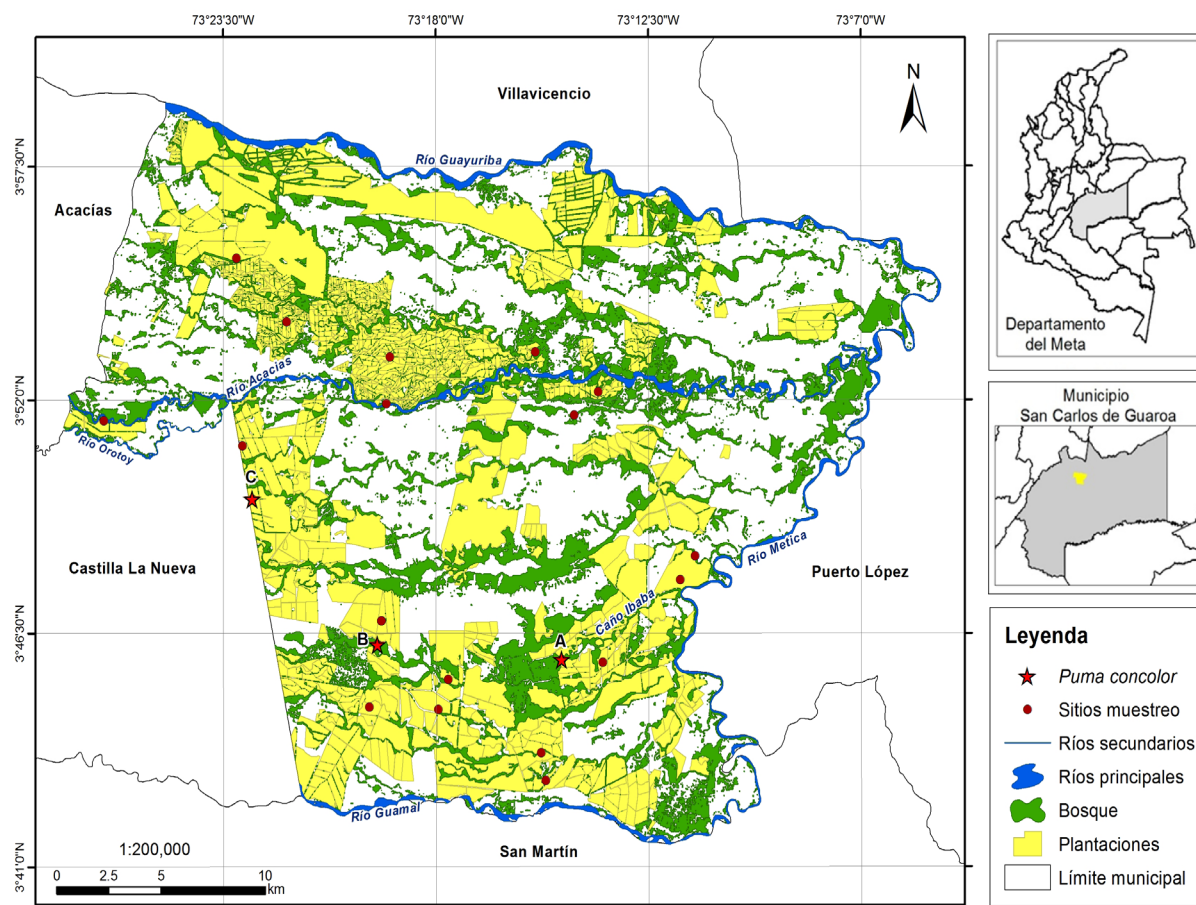 73°23'30"W
73°18'0"W
73°12'30"W
73°7'0"W
3°57'30"N
3°52'0"N
3°46'30"N
3°41'0"N
Villavicencio
N
Río Guayuriba
Acacías
Río Acacías
Río Orotoy
C
Castilla La Nueva
Río Metica
Puerto López
Caño Ibaba
B
A
Río Guamal
San Martín
1:200,000
0 2.5 5 10
km
Departamento
del Meta
Municipio
San Carlos de Guaroa
Leyenda
Puma concolor
Sitios muestreo
Ríos secundarios
Ríos principales
Bosque
Plantaciones
Límite municipal